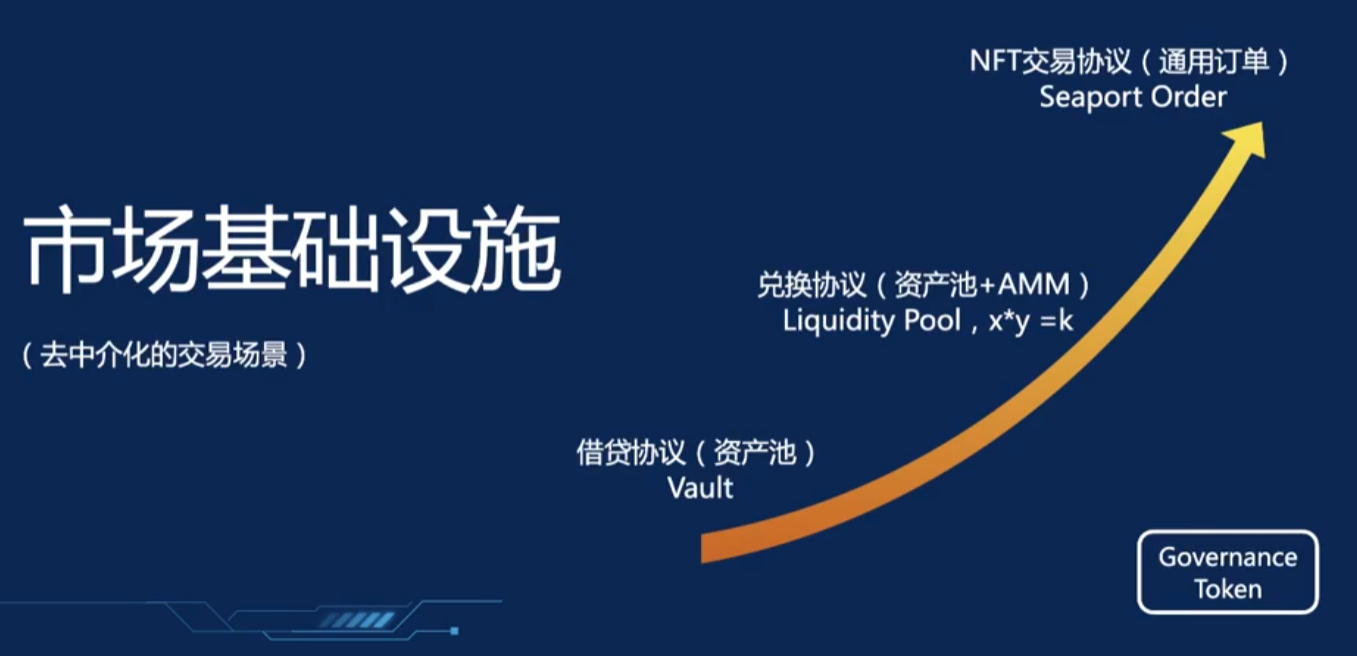 市场基础设施
（去中介化的交易场景）
NFT交易协议（通用订单）
Seaport Order
兑换协议（资产池+AMM）
Liquidity Pool，x*y =k
借贷协议（资产池）
Vault
Governance
Token